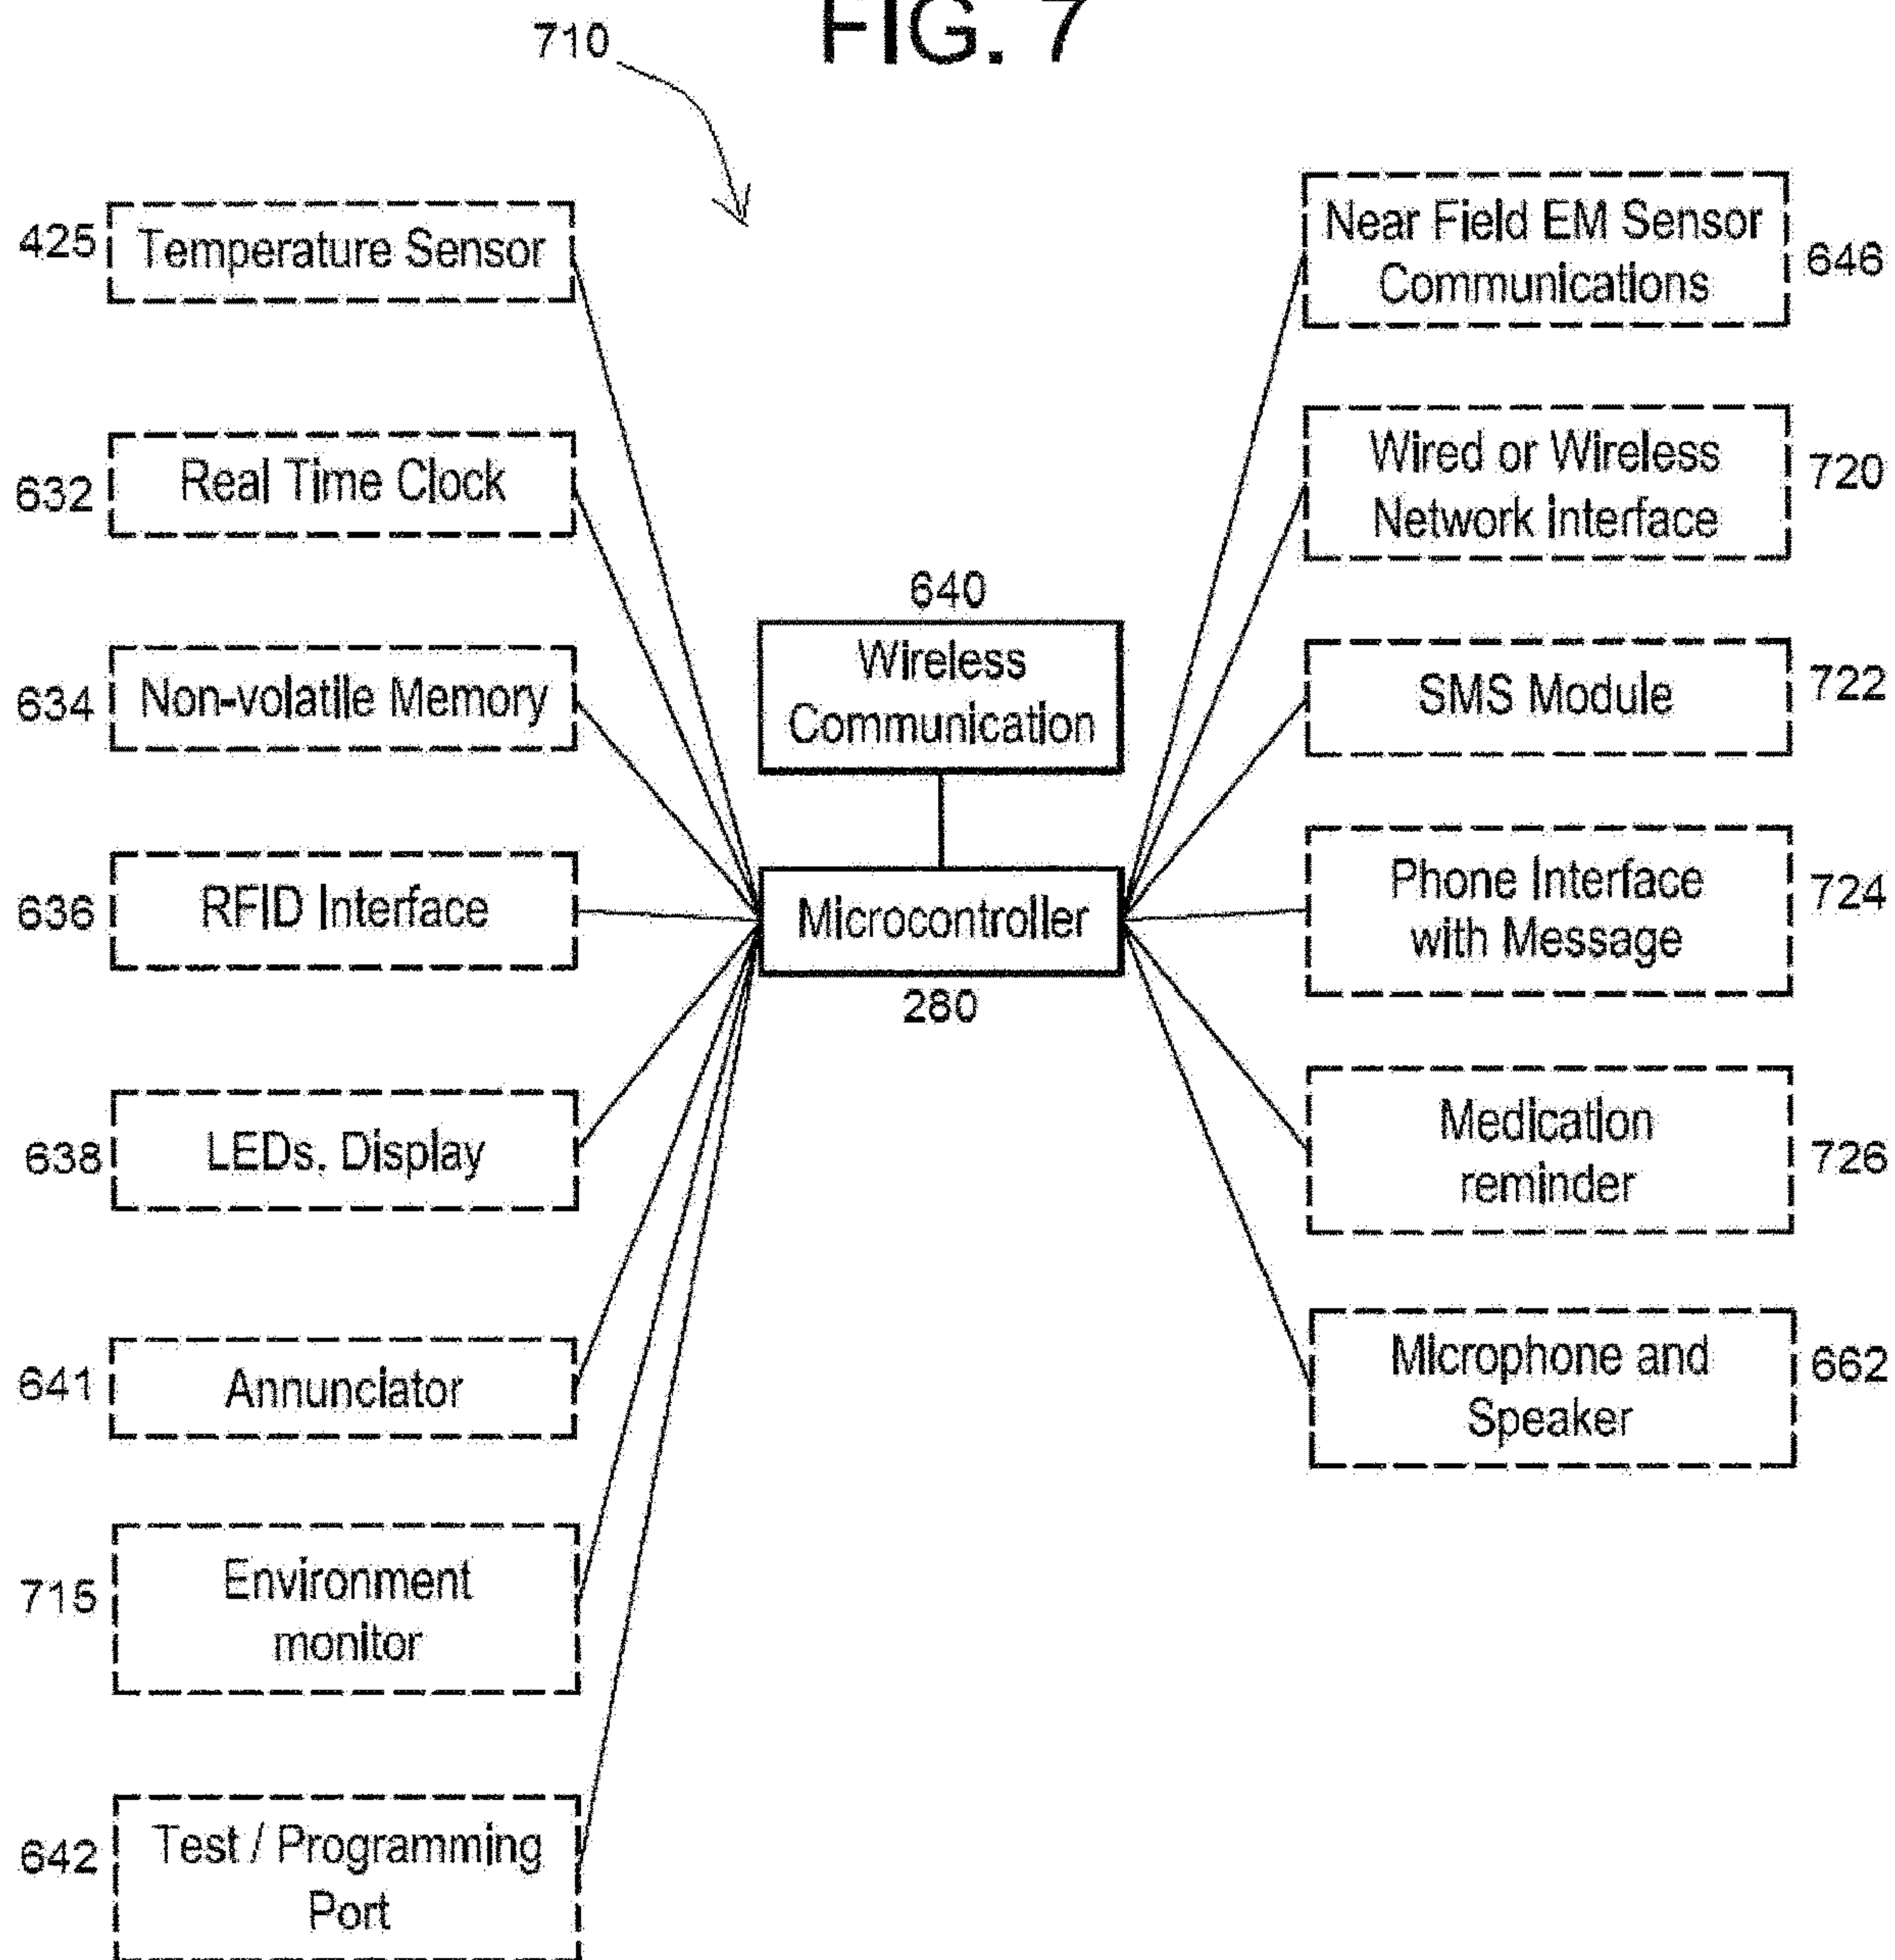 FIG. 7
710
425
Temperature Sensor
632
Real Time Clock
634
Non-volatile Memory
636
RFID Interface
638
LEDs, Display
641
Annunciator
715
Environment
monitor
642
Test / Programming
Port
640
Wireless
Communication
Microcontroller
280
Near Field EM Sensor
Communications
646
Wired or Wireless
Network Interface
720
SMS Module
722
Phone Interface
with Message
724
Medication
reminder
726
Microphone and
Speaker
662